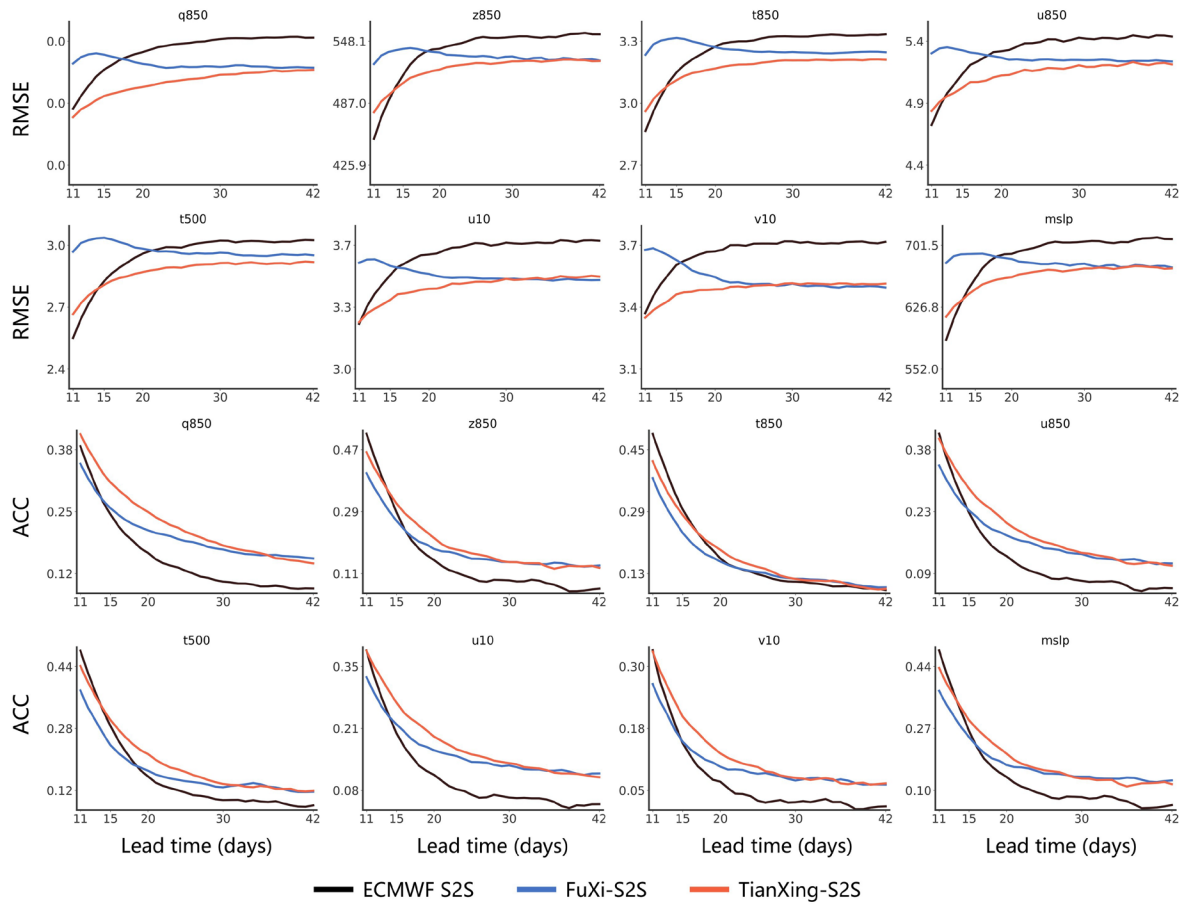 q850 z850 t850 u850
RMSE
0.0 0.0 0.0
548.1 487.0 425.9
3.3 3.0 2.7
5.4 4.9 4.4
11 15 20 30 42 11 15 20 30 42 11 15 20 30 42 11 15 20 30 42
t500 u10 v10 mslp
RMSE
3.0 2.7 2.4
3.7 3.3 3.0
3.7 3.4 3.1
701.5 626.8 552.0
11 15 20 30 42 11 15 20 30 42 11 15 20 30 42 11 15 20 30 42
q850 z850 t850 u850
ACC
0.38 0.25 0.12
0.47 0.29 0.11
0.45 0.29 0.13
0.38 0.23 0.09
11 15 20 30 42 11 15 20 30 42 11 15 20 30 42 11 15 20 30 42
t500 u10 v10 mslp
ACC
0.44 0.28 0.12
0.35 0.21 0.08
0.30 0.18 0.05
0.44 0.27 0.10
11 15 20 30 42 11 15 20 30 42 11 15 20 30 42 11 15 20 30 42
Lead time (days) Lead time (days) Lead time (days) Lead time (days)
ECMWF S2S FuXi-S2S TianXing-S2S